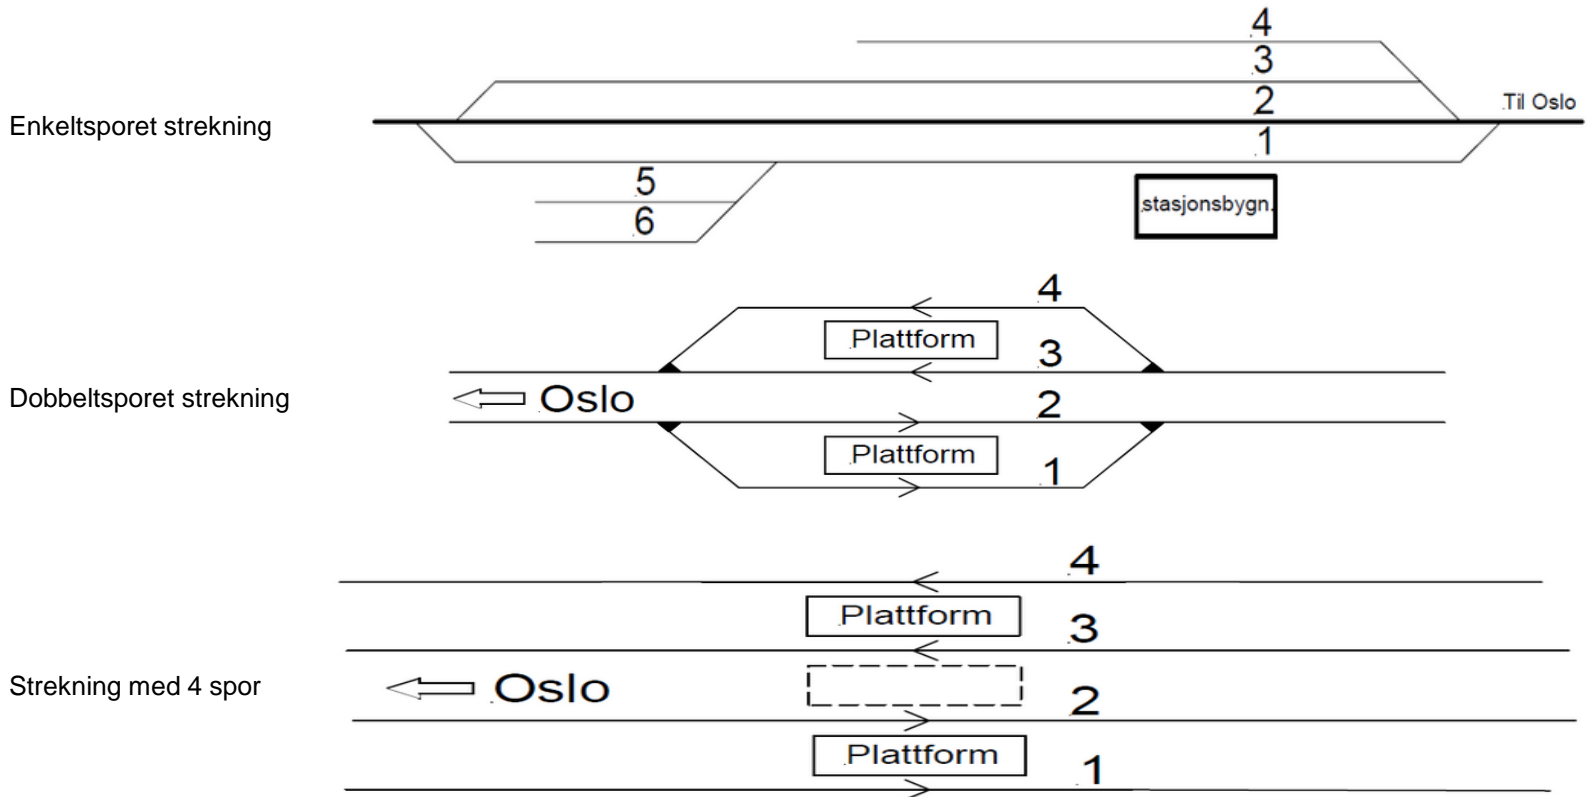 4
3
2
Til Oslo
Enkeltsporet strekning
1
5
6
stasjonsbygn.
4
Plattform
3
Dobbeltsporet strekning
Oslo
2
Plattform
1
4
Plattform
3
Strekning med 4 spor
Oslo
2
Plattform
1